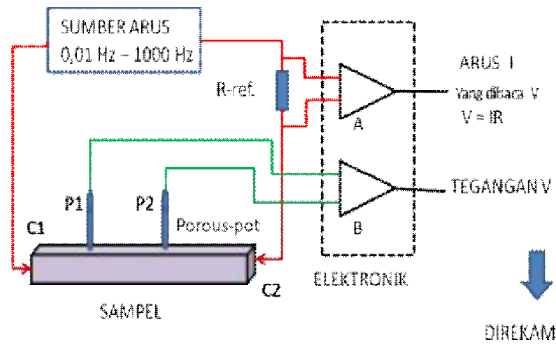 SUMBER ARUS
0,01 Hz – 1000 Hz
R-ref.
ARUS I
Yang dibaca V
V = IR
A
P1
P2
Porous-pot
TEGANGAN V
B
C1
C2
ELEKTRONIK
SAMPEL
DIREKAM